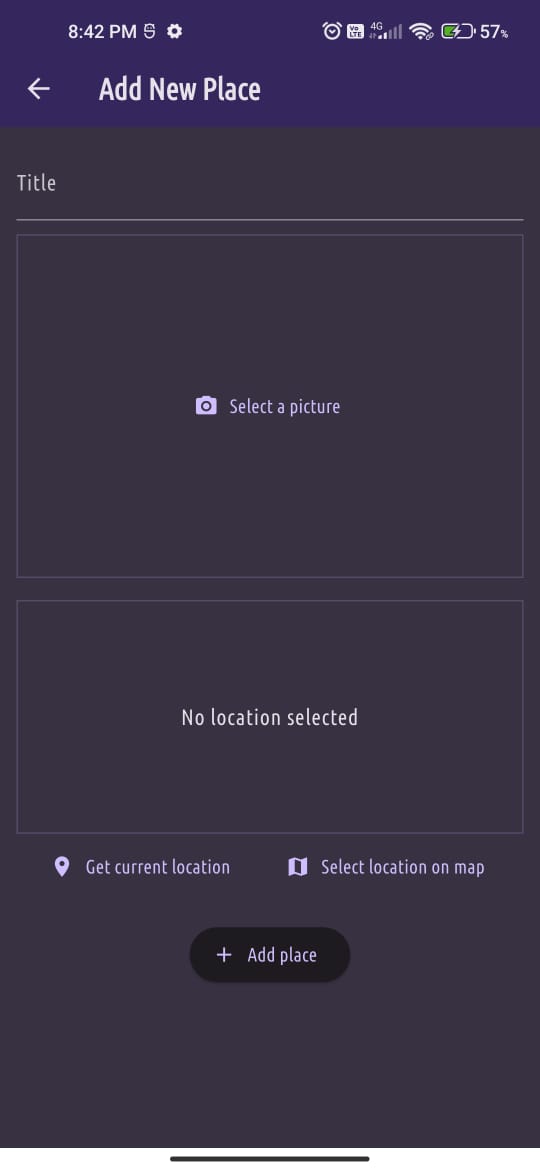 8:42 PM Vo LTE 4G 57%
Add New Place
Title
Select a picture
No location selected
Get current location Select location on map
+ Add place